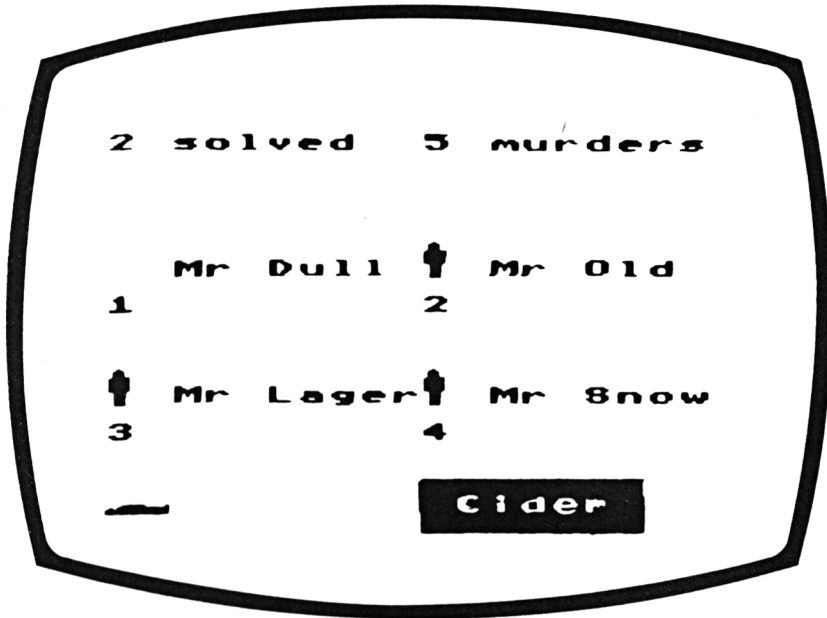 2 solved 5 murders
Mr Dull Mr Old
1 2
Mr Lager Mr Snow
3 4
Cider